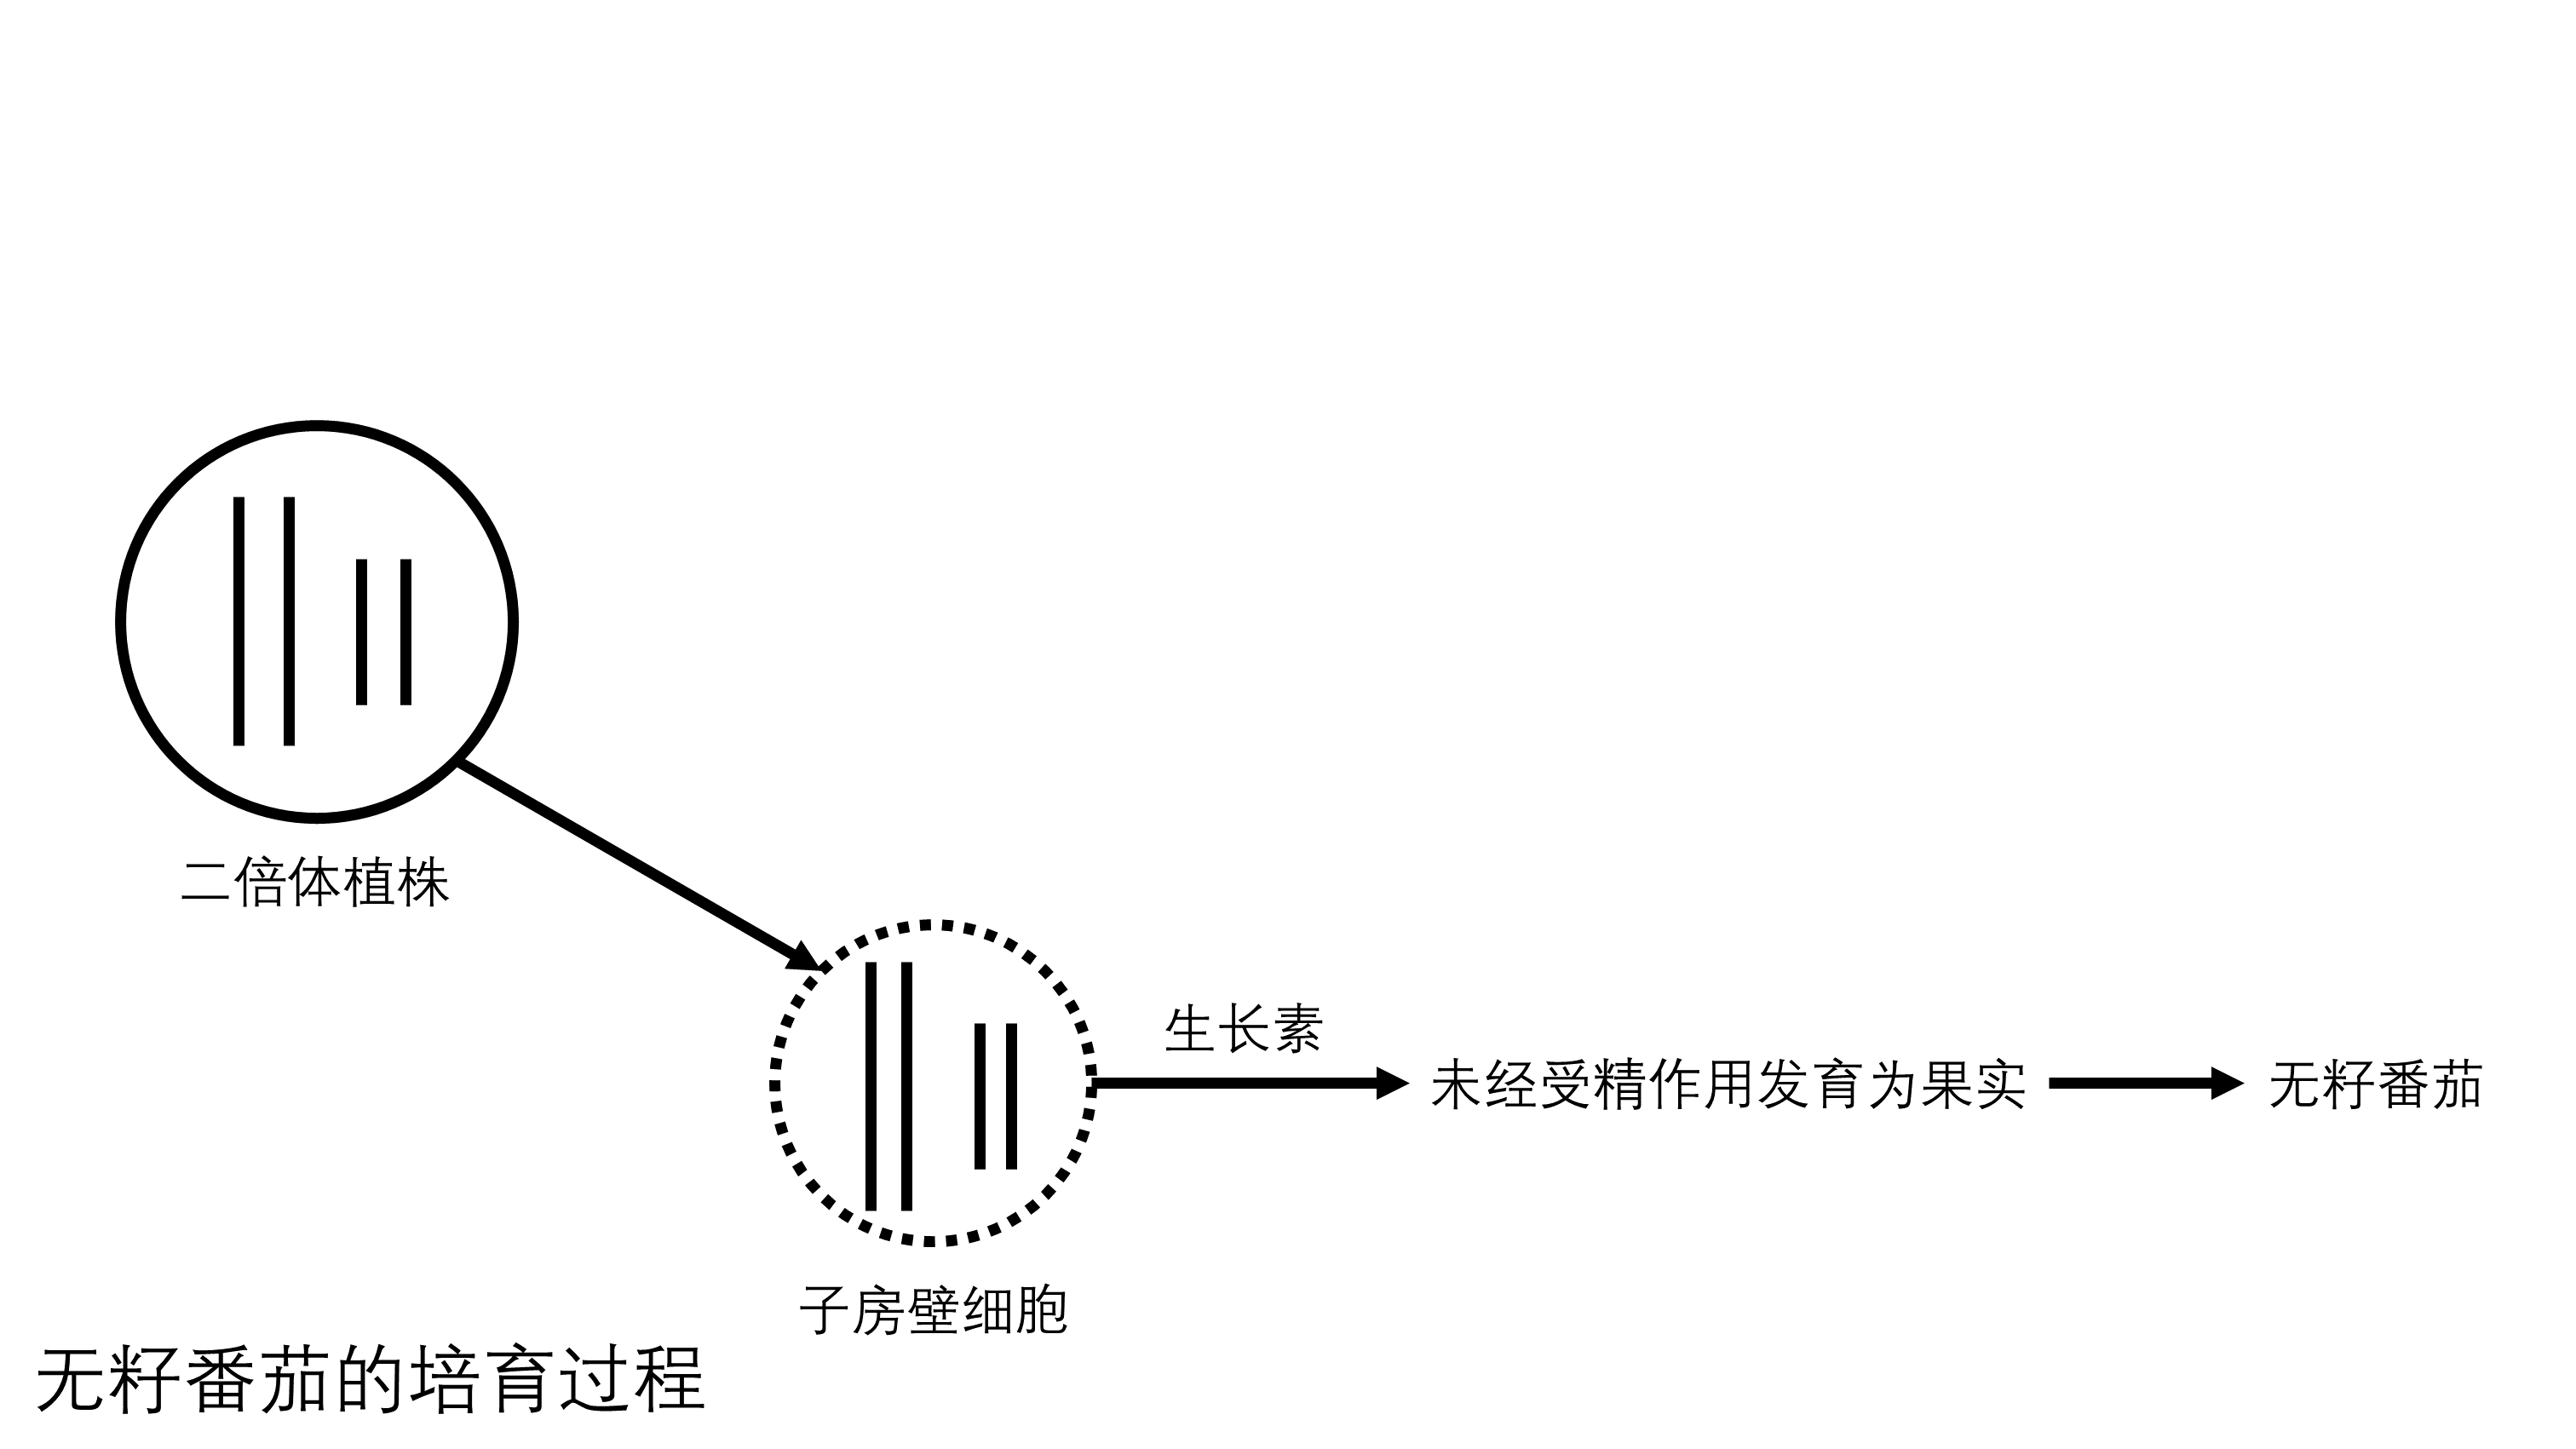 二倍体植株
生长素
未经受精作用发育为果实
无籽番茄
子房壁细胞
无籽番茄的培育过程